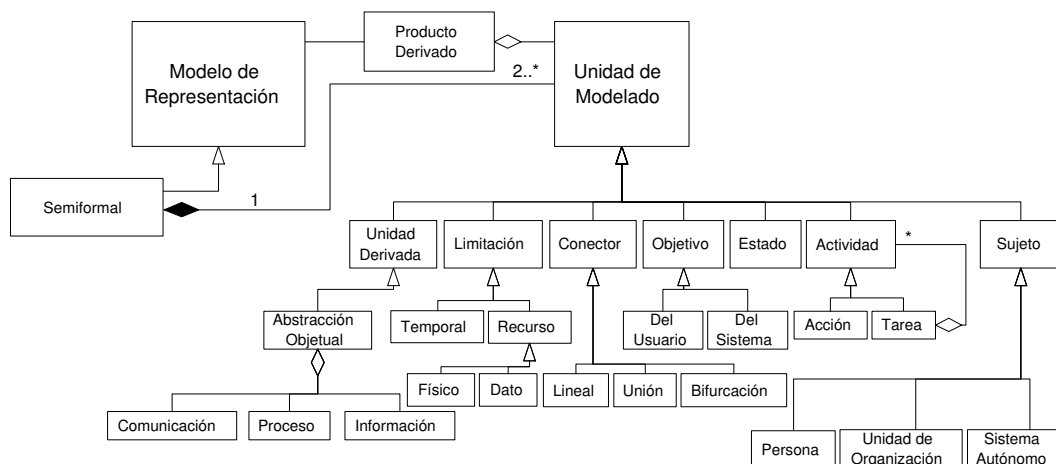 Producto
Derivado
Modelo de
Representación
2..*
Unidad de
Modelado
Semiformal
1
Unidad
Derivada
Limitación
Conector
Objetivo
Estado
Actividad
*
Sujeto
Abstracción
Objetual
Temporal
Recurso
Del
Usuario
Del
Sistema
Acción
Tarea
Físico
Dato
Lineal
Unión
Bifurcación
Comunicación
Proceso
Información
Persona
Unidad de
Organización
Sistema
Autónomo